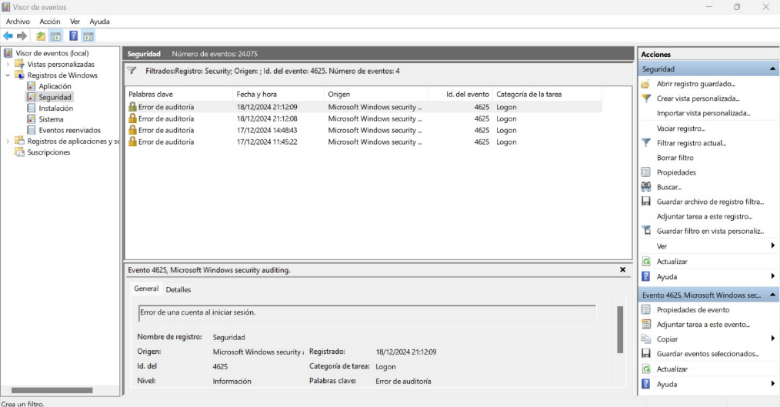 Visor de eventos
Archivo Acción Ver Ayuda
Visor de eventos (local)
Vistas personalizadas
Registros de Windows
Aplicación
Seguridad
Instalación
Sistema
Eventos reenviados
Registros de aplicaciones y s
Suscripciones
Seguridad Número de eventos: 24.075
Filtrados:Registro: Security; Origen: ; Id. del evento: 4625. Número de eventos: 4
Palabras clave Fecha y hora Origen Id. del evento Categoría de la tarea
Error de auditoría 18/12/2024 21:12:09 Microsoft Windows security ... 4625 Logon
Error de auditoría 18/12/2024 21:12:08 Microsoft Windows security ... 4625 Logon
Error de auditoría 17/12/2024 14:48:43 Microsoft Windows security ... 4625 Logon
Error de auditoría 17/12/2024 11:45:22 Microsoft Windows security ... 4625 Logon
Evento 4625, Microsoft Windows security auditing.
General Detalles
Error de una cuenta al iniciar sesión.
Nombre de registro: Seguridad
Origen: Microsoft Windows security Registrado: 18/12/2024 21:12:09
Id. del 4625 Categoría de tarea: Logon
Nivel: Información Palabras clave: Error de auditoría
Acciones
Seguridad
Abrir registro guardado...
Crear vista personalizada...
Importar vista personalizada...
Vaciar registro...
Filtrar registro actual...
Borrar filtro
Propiedades
Buscar...
Guardar archivo de registro filtra...
Adjuntar tarea a este registro...
Guardar filtro en vista personaliz...
Ver
Actualizar
Ayuda
Evento 4625, Microsoft Windows sec...
Propiedades de evento
Adjuntar tarea a este evento...
Copiar
Guardar eventos seleccionados...
Actualizar
Ayuda
Crea un filtro.